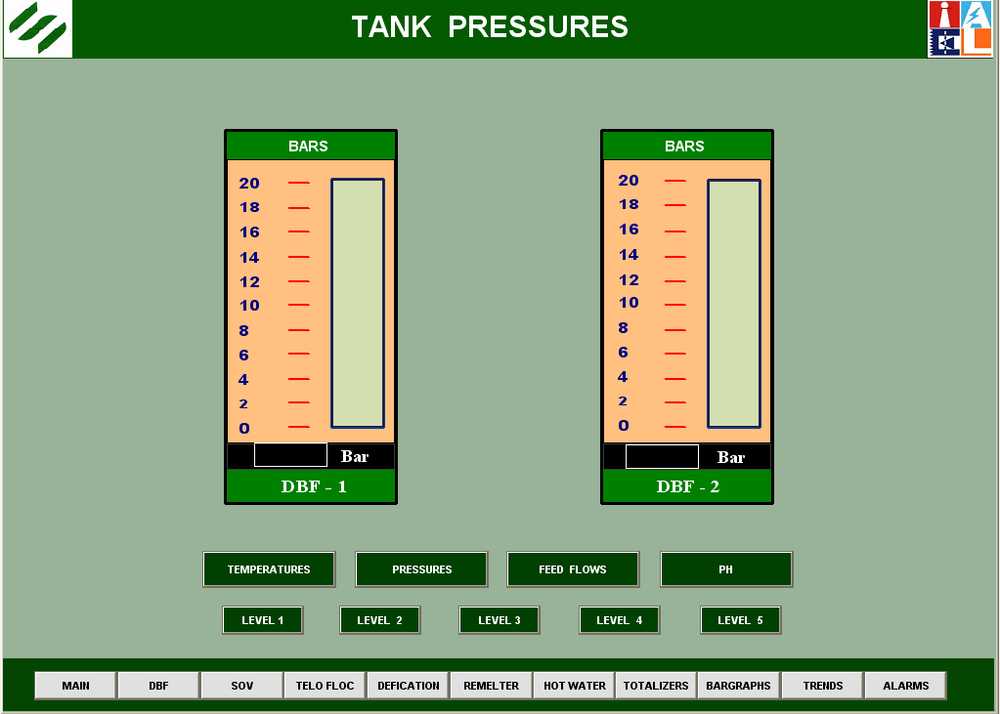 TANK PRESSURES
BARS
20
18
16
14
12
10
8
6
4
2
0
Bar
DBF - 1
BARS
20
18
16
14
12
10
8
6
4
2
0
Bar
DBF - 2
TEMPERATURES PRESSURES FEED FLOWS PH
LEVEL 1 LEVEL 2 LEVEL 3 LEVEL 4 LEVEL 5
MAIN DBF SOV TELO FLOC DEFICATION REMELTER HOT WATER TOTALIZERS BARGRAPHS TRENDS ALARMS